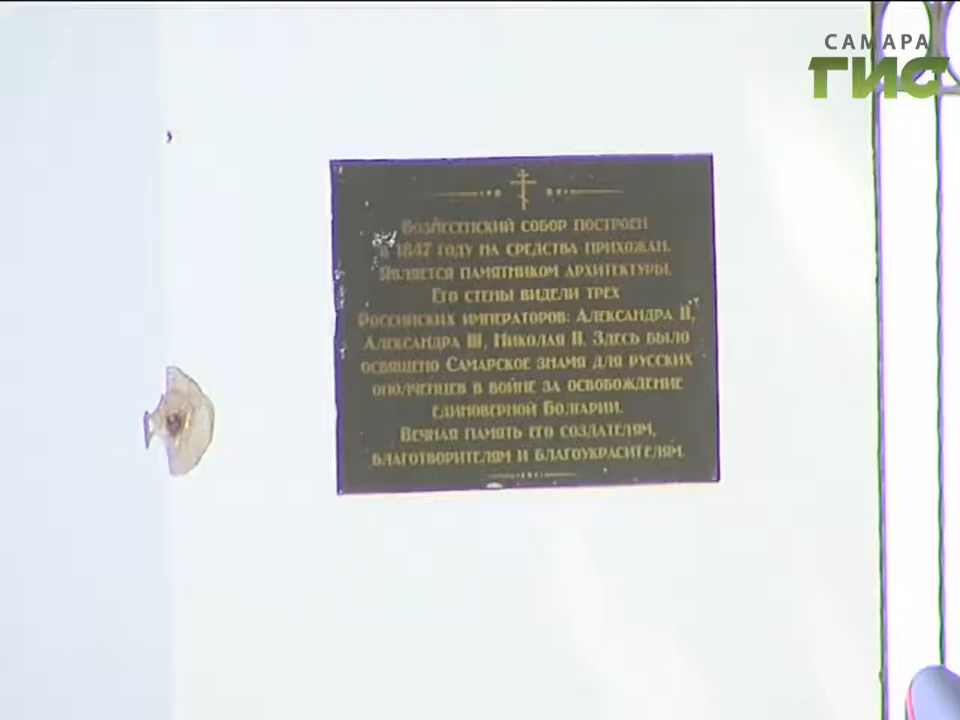 САМАРА
ГИС
Вознесенский собор построен
в 1847 году на средства прихожан.
Является памятником архитектуры.
Его стены видели трех
Российских императоров: Александра II,
Александра III, Николая II. Здесь было
освящено Самарское знамя для русских
ополченцев в войне за освобождение
единоверной Болгарии.
Вечная память его создателям,
благотворителям и благоукрасителям.